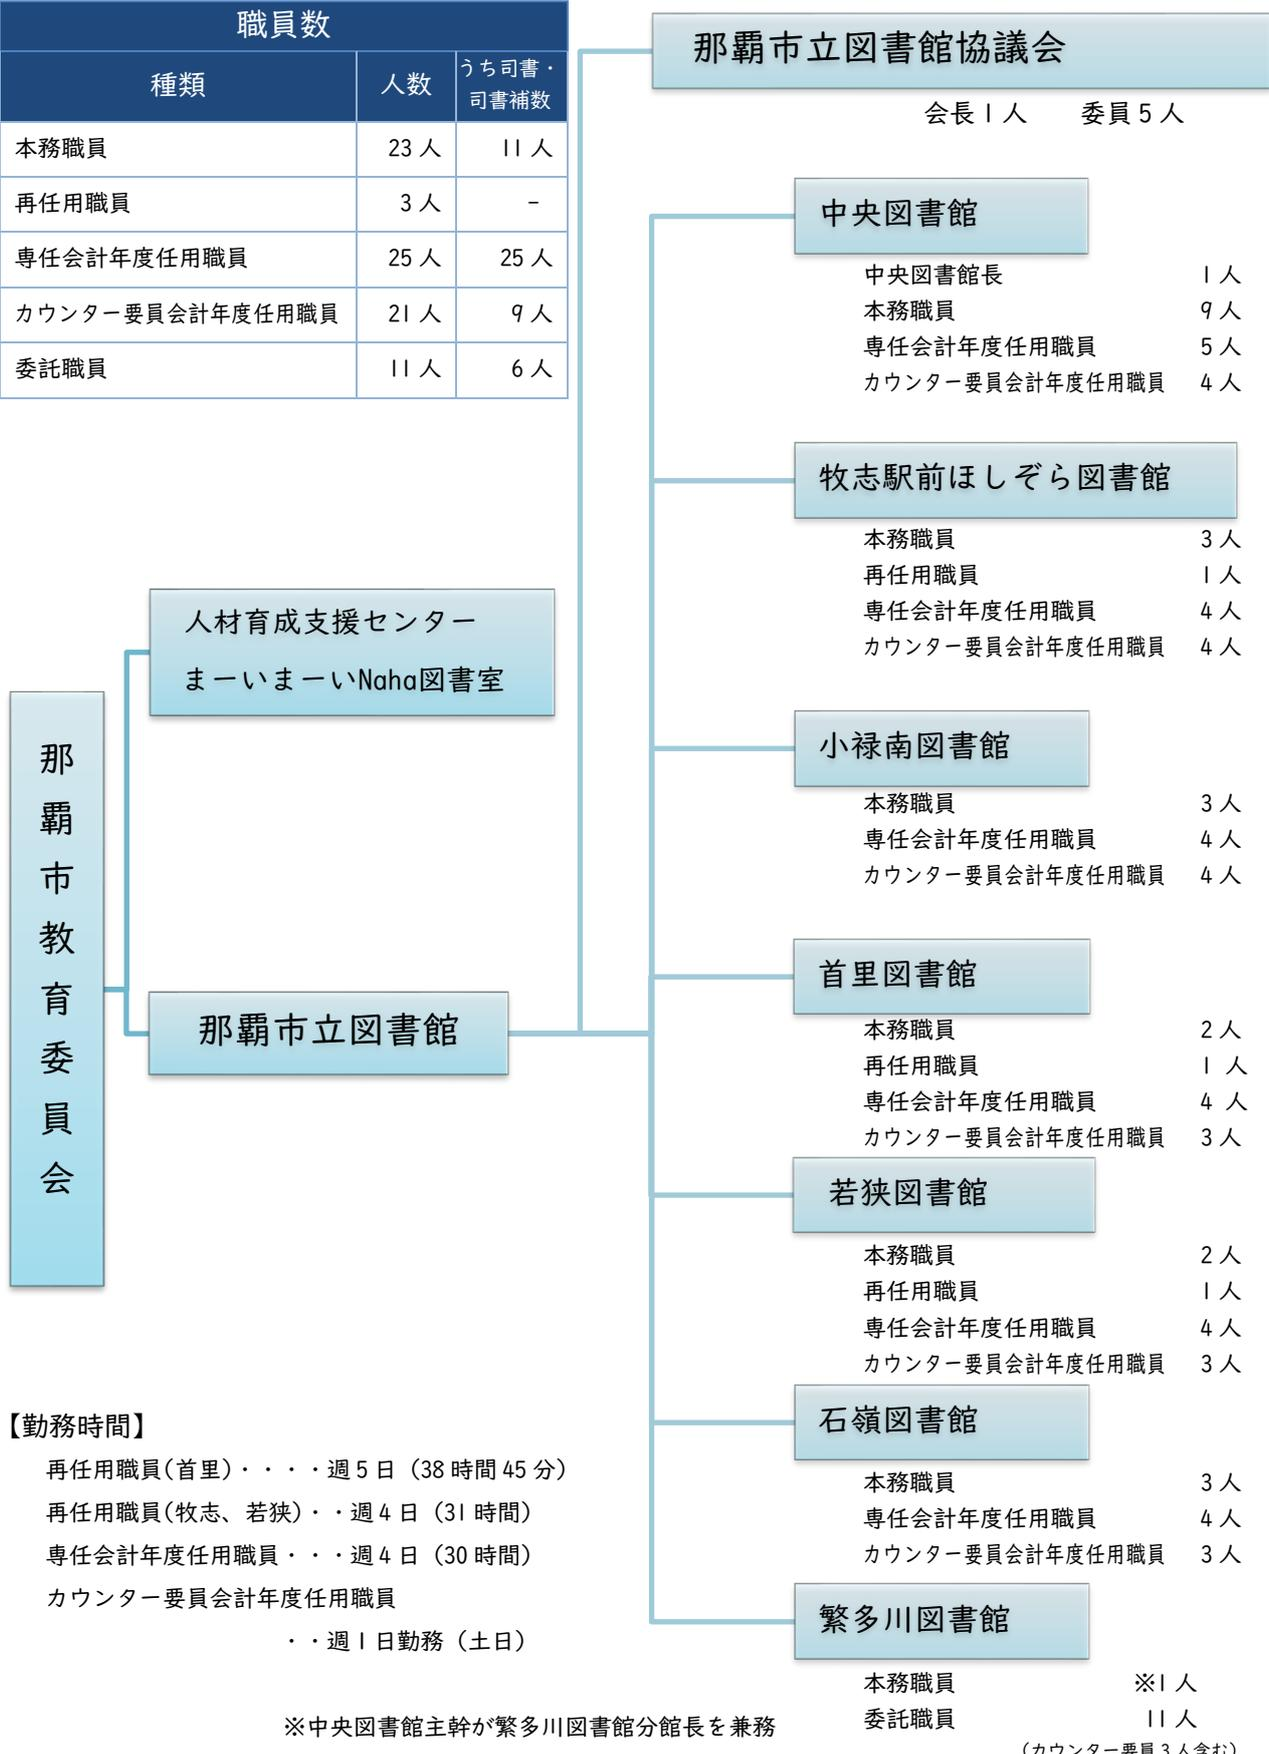 職員数
種類 人数 うち司書・
司書補数
本務職員 23人 11人
再任用職員 3人 -
専任会計年度任用職員 25人 25人
カウンター要員会計年度任用職員 21人 9人
委託職員 11人 6人
那覇市立図書館協議会
会長1人 委員5人
中央図書館
中央図書館長 1人
本務職員 9人
専任会計年度任用職員 5人
カウンター要員会計年度任用職員 4人
牧志駅前ほしぞら図書館
本務職員 3人
再任用職員 1人
専任会計年度任用職員 4人
カウンター要員会計年度任用職員 4人
人材育成支援センター
まーいまーいNaha図書室
那覇市教育委員会
小禄南図書館
本務職員 3人
専任会計年度任用職員 4人
カウンター要員会計年度任用職員 4人
那覇市立図書館
首里図書館
本務職員 2人
再任用職員 1 人
専任会計年度任用職員 4 人
カウンター要員会計年度任用職員 3人
若狭図書館
本務職員 2人
再任用職員 1人
専任会計年度任用職員 4人
カウンター要員会計年度任用職員 3人
石嶺図書館
本務職員 3人
専任会計年度任用職員 4人
カウンター要員会計年度任用職員 3人
繁多川図書館
本務職員 ※1人
委託職員 11人
(カウンター要員3人含む)
【勤務時間】
再任用職員(首里)・・・・週5日(38時間45分)
再任用職員(牧志、若狭)・・週4日(31時間)
専任会計年度任用職員・・・週4日(30時間)
カウンター要員会計年度任用職員
・・週1日勤務(土日)
※中央図書館主幹が繁多川図書館分館長を兼務